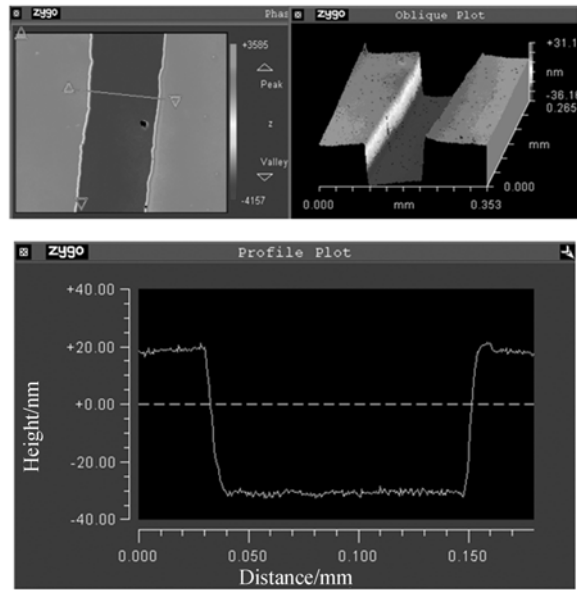 zygo Phas
+3585
Peak
z
Valley
-4157
zygo Oblique Plot
+31.1
nm
-36.16
0.265
mm
0.000
0.000 mm 0.353
zygo Profile Plot
+40.00
+20.00
+0.00
-20.00
-40.00
Height/nm
0.000 0.050 0.100 0.150
Distance/mm